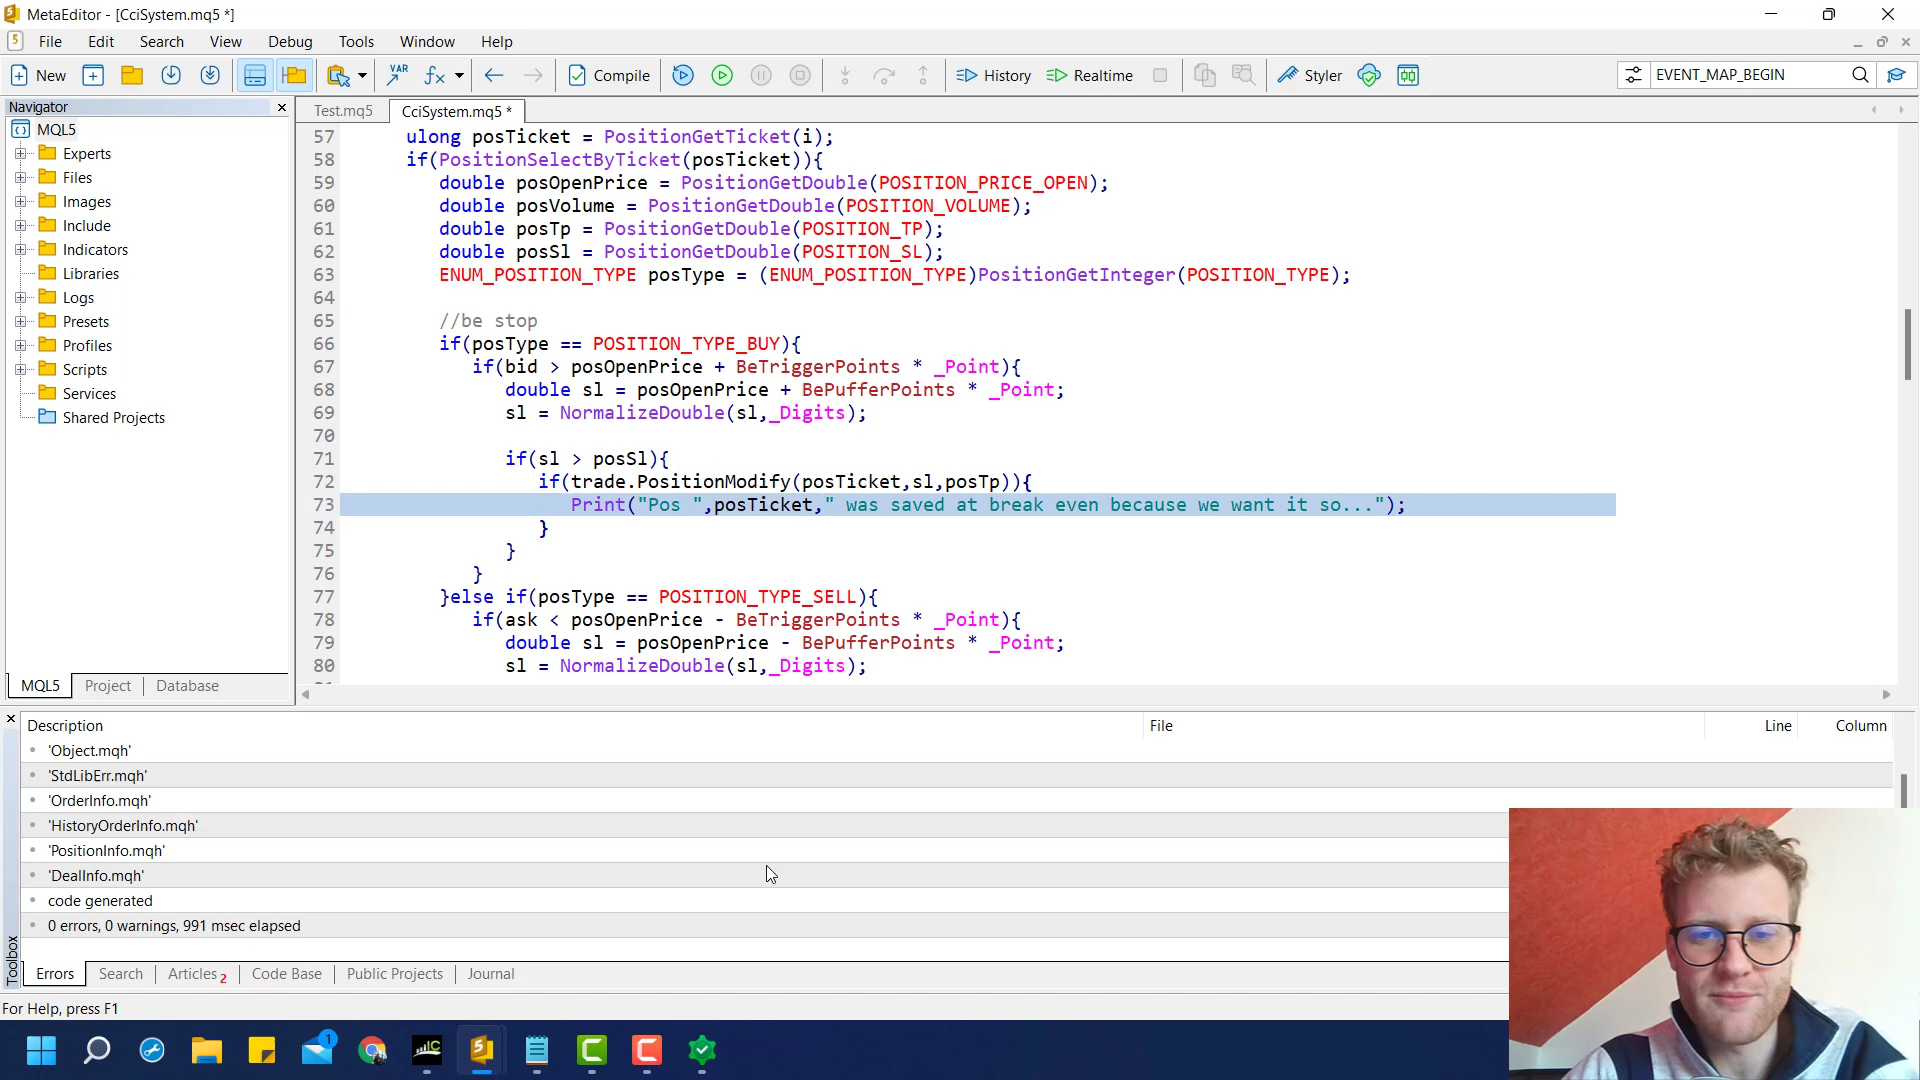 MetaEditor - [CciSystem.mq5 *]
5 File Edit Search View Debug Tools Window Help
New VAR fx Compile History Realtime Styler EVENT_MAP_BEGIN
Navigator
MQL5
Experts
Files
Images
Include
Indicators
Libraries
Logs
Presets
Profiles
Scripts
Services
Shared Projects
MQL5 Project Database
Test.mq5 CciSystem.mq5 *
57 ulong posTicket = PositionGetTicket(i);
58 if(PositionSelectByTicket(posTicket)){
59 double posOpenPrice = PositionGetDouble(POSITION_PRICE_OPEN);
60 double posVolume = PositionGetDouble(POSITION_VOLUME);
61 double posTp = PositionGetDouble(POSITION_TP);
62 double posSl = PositionGetDouble(POSITION_SL);
63 ENUM_POSITION_TYPE posType = (ENUM_POSITION_TYPE)PositionGetInteger(POSITION_TYPE);
64
65 //be stop
66 if(posType == POSITION_TYPE_BUY){
67 if(bid > posOpenPrice + BeTriggerPoints * _Point){
68 double sl = posOpenPrice + BePufferPoints * _Point;
69 sl = NormalizeDouble(sl,_Digits);
70
71 if(sl > posSl){
72 if(trade.PositionModify(posTicket,sl,posTp)){
73 Print("Pos ",posTicket," was saved at break even because we want it so...");
74 }
75 }
76 }
77 }else if(posType == POSITION_TYPE_SELL){
78 if(ask < posOpenPrice - BeTriggerPoints * _Point){
79 double sl = posOpenPrice - BePufferPoints * _Point;
80 sl = NormalizeDouble(sl,_Digits);
Description File Line Column
'Object.mqh'
'StdLibErr.mqh'
'OrderInfo.mqh'
'HistoryOrderInfo.mqh'
'PositionInfo.mqh'
'DealInfo.mqh'
code generated
0 errors, 0 warnings, 991 msec elapsed
Toolbox
Errors Search Articles 2 Code Base Public Projects Journal
For Help, press F1
1
IC
5
C
C